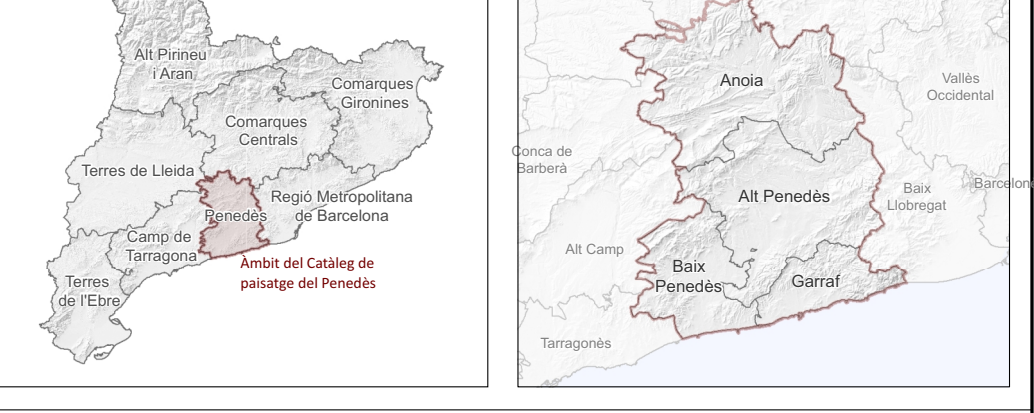 Alt Pirineu
i Aran
Comarques
Gironines
Comarques
Centrals
Terres de Lleida
Regió Metropolitana
de Barcelona
Penedès
Camp de
Tarragona
Àmbit del Catàleg de
paisatge del Penedès
Terres
de l'Ebre
Anoia
Vallès
Occidental
Conca de
Barberà
Alt Penedès
Baix
Llobregat
Barcelon
Alt Camp
Baix
Penedès
Garraf
Tarragonès